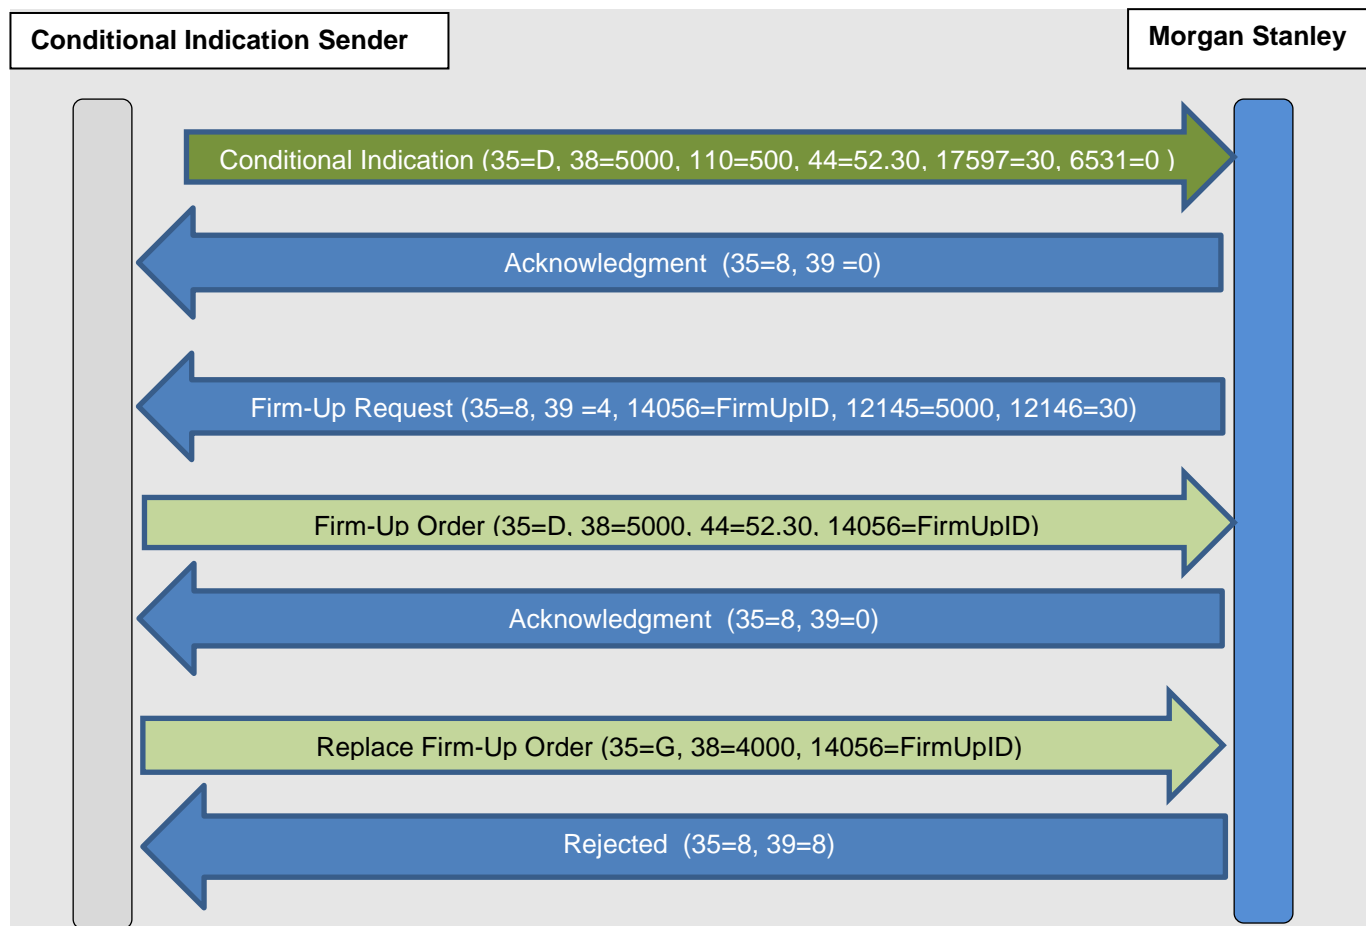 Conditional Indication Sender
Morgan Stanley
Conditional Indication (35=D, 38=5000, 110=500, 44=52.30, 17597=30, 6531=0 )
Acknowledgment (35=8, 39 =0)
Firm-Up Request (35=8, 39 =4, 14056=FirmUpID, 12145=5000, 12146=30)
Firm-Up Order (35=D, 38=5000, 44=52.30, 14056=FirmUpID)
Acknowledgment (35=8, 39=0)
Replace Firm-Up Order (35=G, 38=4000, 14056=FirmUpID)
Rejected (35=8, 39=8)